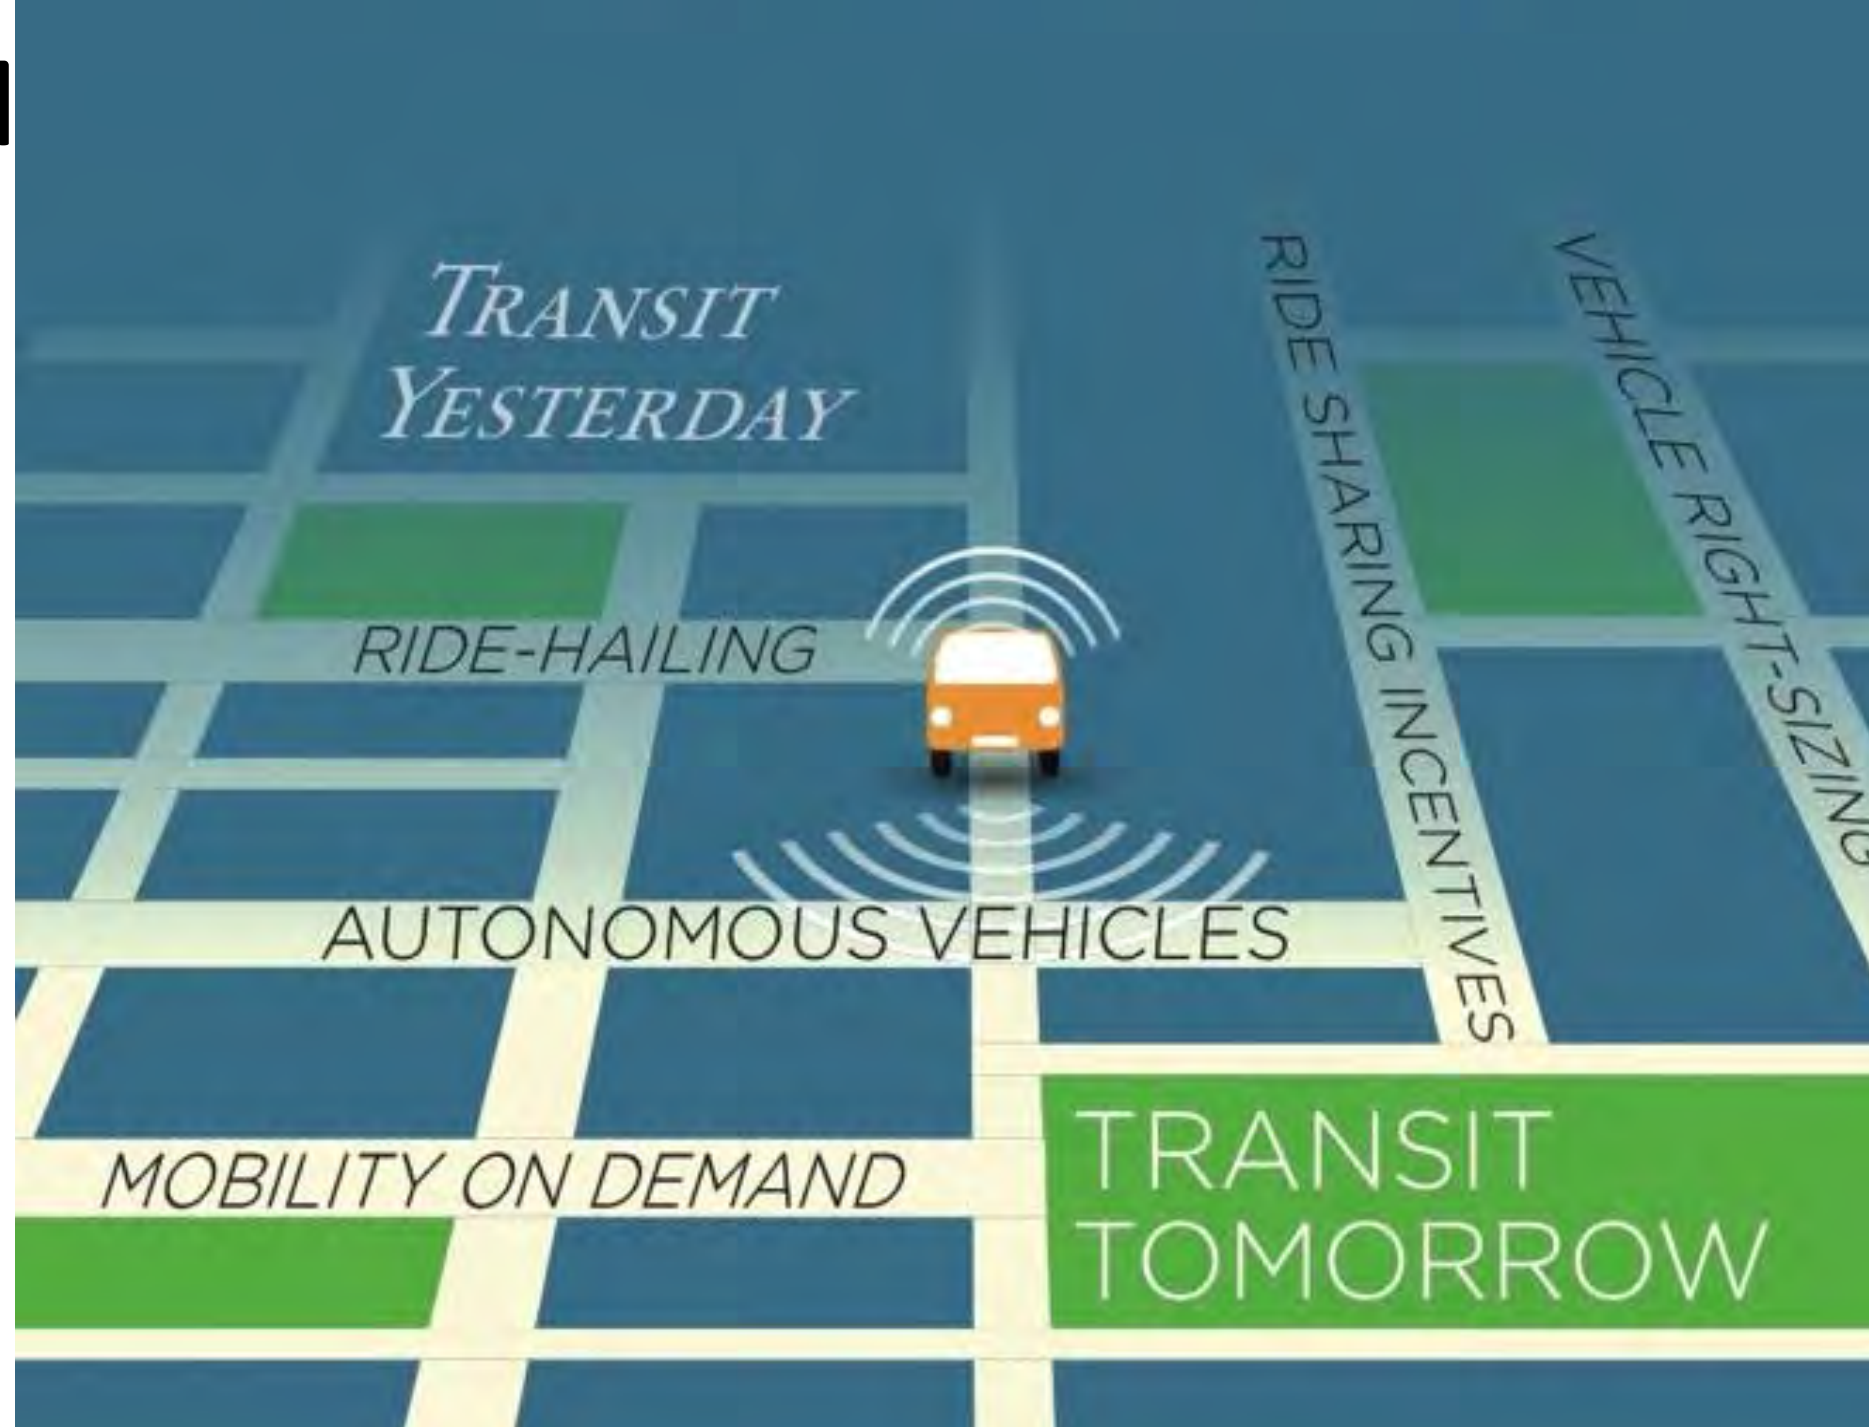 TRANSIT
YESTERDAY
RIDE SHARING INCENTIVES
VEHICLE RIGHT-SIZING
RIDE-HAILING
AUTONOMOUS VEHICLES
MOBILITY ON DEMAND
TRANSIT
TOMORROW